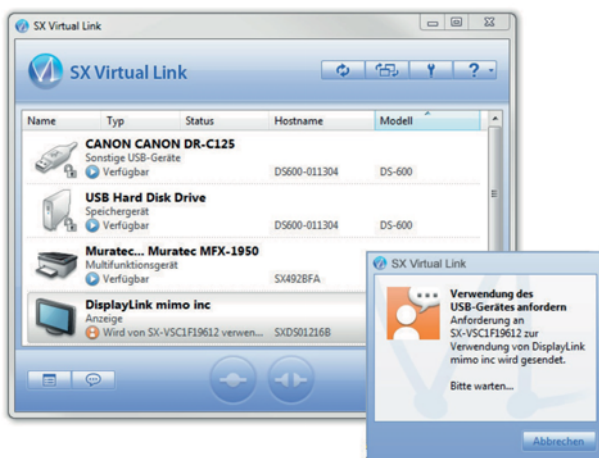 SX Virtual Link
SX Virtual Link
?
Name Typ Status Hostname Modell
CANON CANON DR-C125
Sonstige USB-Geräte
Verfügbar DS600-011304 DS-600
USB Hard Disk Drive
Speichergerät
Verfügbar DS600-011304 DS-600
Muratec... Muratec MFX-1950
Multifunktionsgerät
Verfügbar SX492BFA
DisplayLink mimo inc
Anzeige
Wird von SX-VSC1F19612 verwen... SXDS01216B
SX Virtual Link
Verwendung des
USB-Gerätes anfordern
Anforderung an
SX-VSC1F19612 zur
Verwendung von DisplayLink
mimo inc wird gesendet.
Bitte warten...
Abbrechen